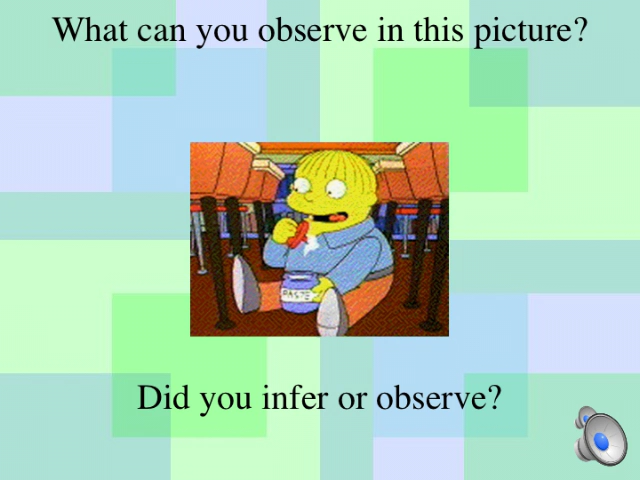 What can you observe in this picture?
PASTE
Did you infer or observe?